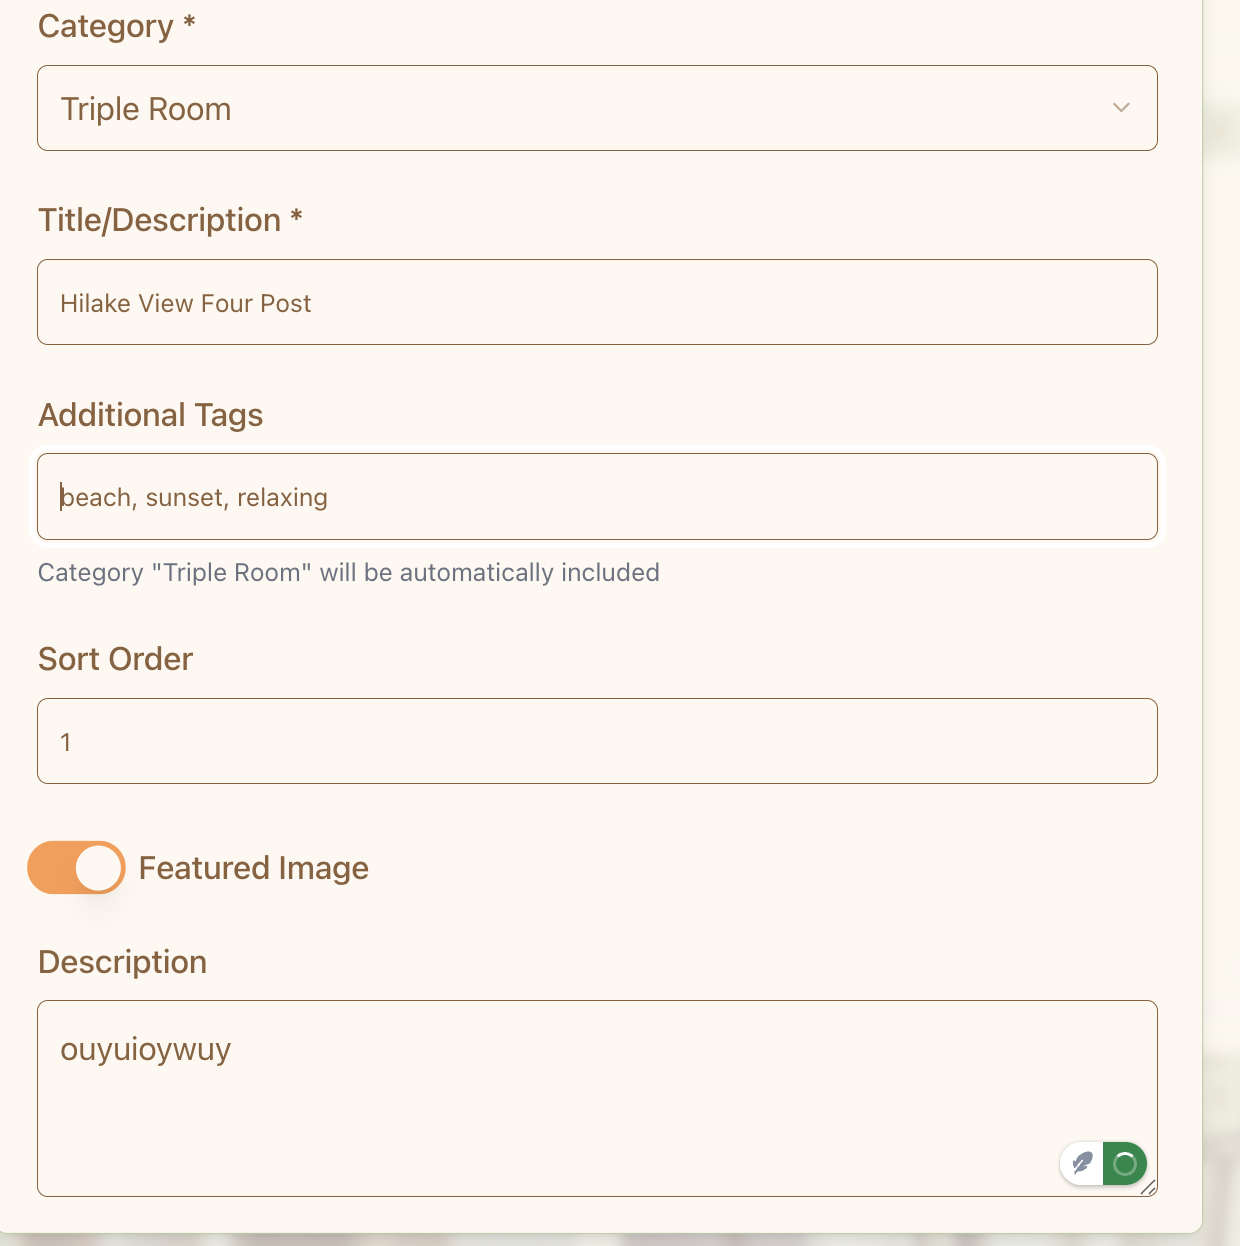 Category *
Triple Room
Title/Description *
Hilake View Four Post
Additional Tags
beach, sunset, relaxing
Category "Triple Room" will be automatically included
Sort Order
1
Featured Image
Description
ouyuioywuy